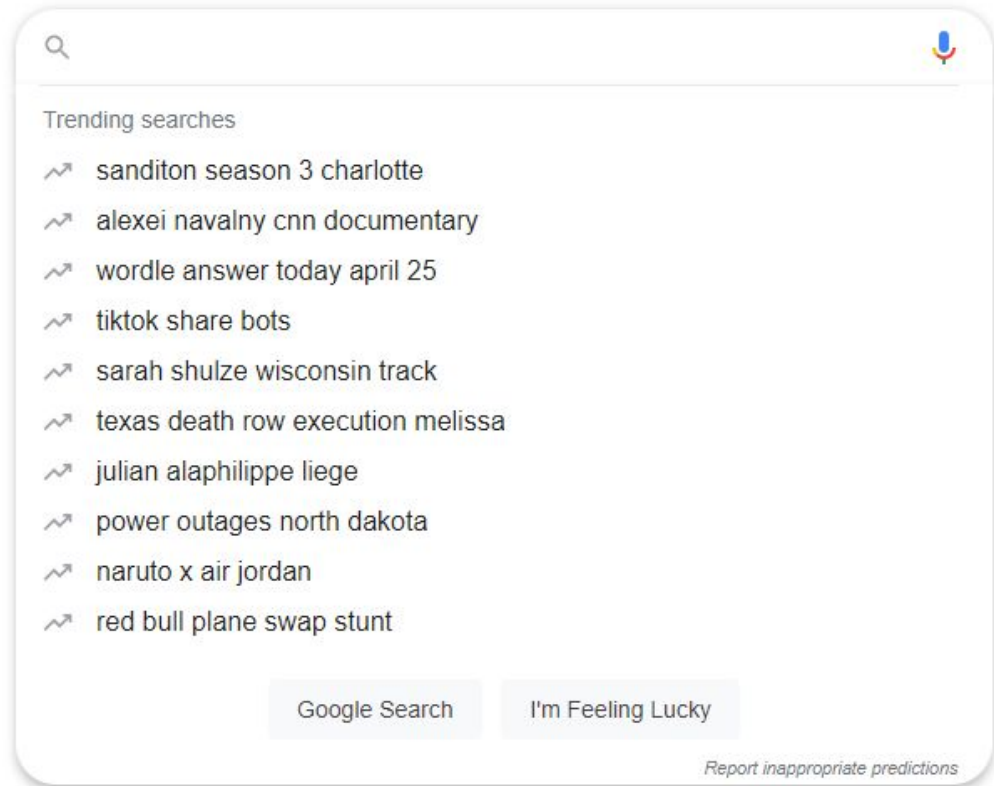 Trending searches
sanditon season 3 charlotte
alexei navalny cnn documentary
wordle answer today april 25
tiktok share bots
sarah shulze wisconsin track
texas death row execution melissa
julian alaphilippe liege
power outages north dakota
naruto x air jordan
red bull plane swap stunt
Google Search I'm Feeling Lucky
Report inappropriate predictions